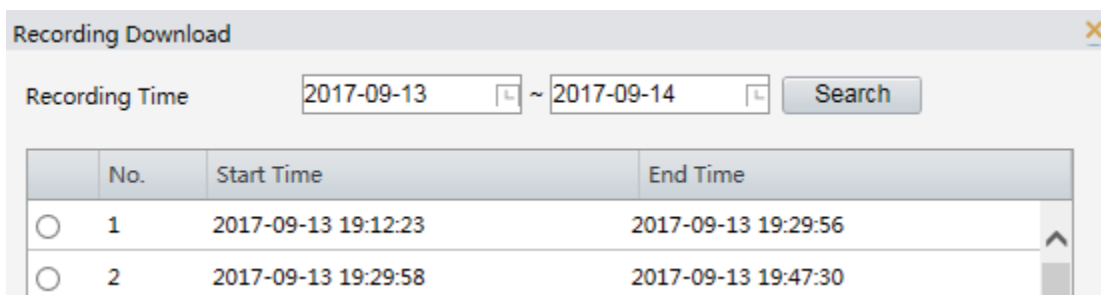 Recording Download
Recording Time 2017-09-13 ~ 2017-09-14 Search
No. Start Time End Time
1 2017-09-13 19:12:23 2017-09-13 19:29:56
2 2017-09-13 19:29:58 2017-09-13 19:47:30